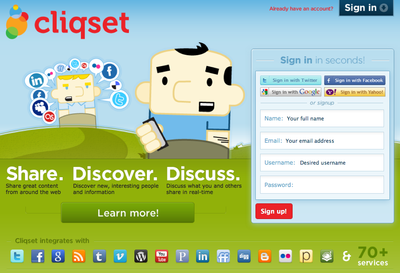 Already have an account?
Sign in
cliqset
Sign in in seconds!
Sign in with Twitter
Sign in with Facebook
Sign in with Google
Sign in with Yahoo!
or signup
Name: Your full name
Email: Your email address
Username: Desired username
Password:
Sign up!
Share. Discover. Discuss.
Share great content
from around the web
Discover new, interesting people
and information
Discuss what you and others
share in real-time
Learn more!
Cliqset integrates with
& 70+
services